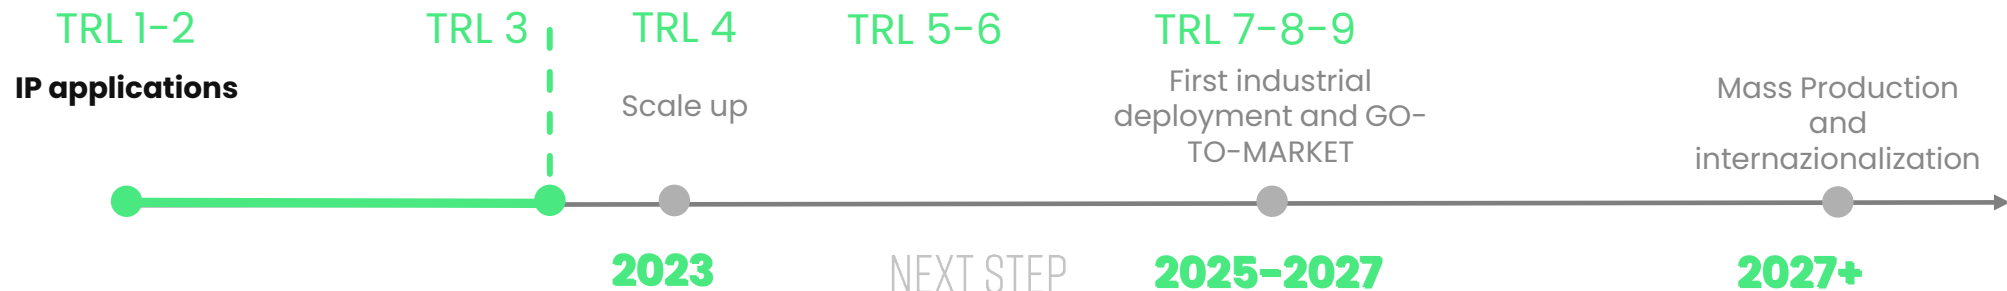 TRL 1-2
TRL 3
TRL 4
TRL 5-6
TRL 7-8-9
IP applications
Scale up
First industrial
deployment and GO-
TO-MARKET
Mass Production
and
internazionalization
2023
NEXT STEP
2025-2027
2027+